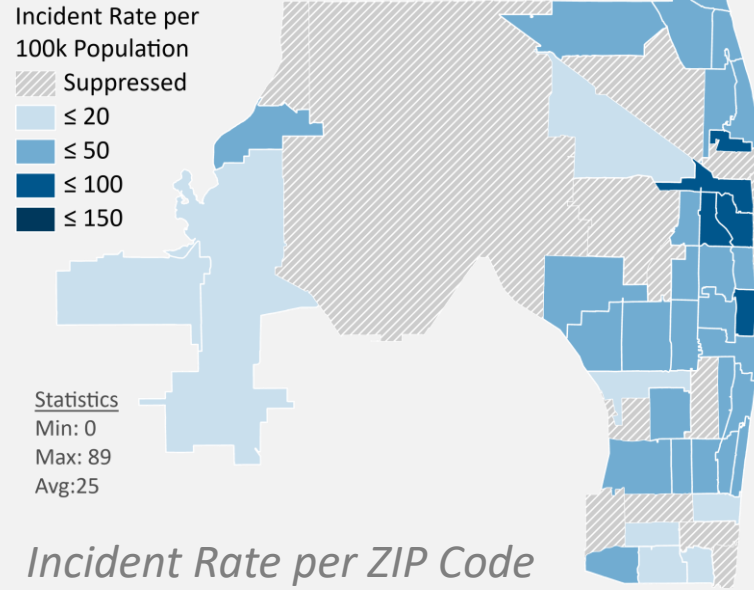 Incident Rate per
100k Population
Suppressed
≤ 20
≤ 50
≤ 100
≤ 150
Statistics
Min: 0
Max: 89
Avg:25
Incident Rate per ZIP Code